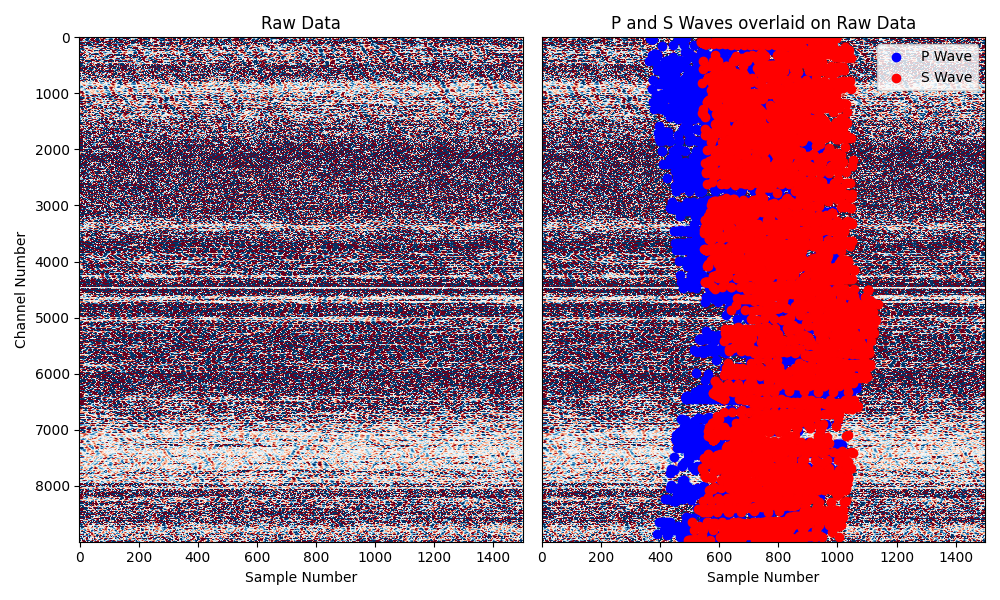 Raw Data
Channel Number
0
1000
2000
3000
4000
5000
6000
7000
8000
0 200 400 600 800 1000 1200 1400
Sample Number
P and S Waves overlaid on Raw Data
P Wave
S Wave
0 200 400 600 800 1000 1200 1400
Sample Number